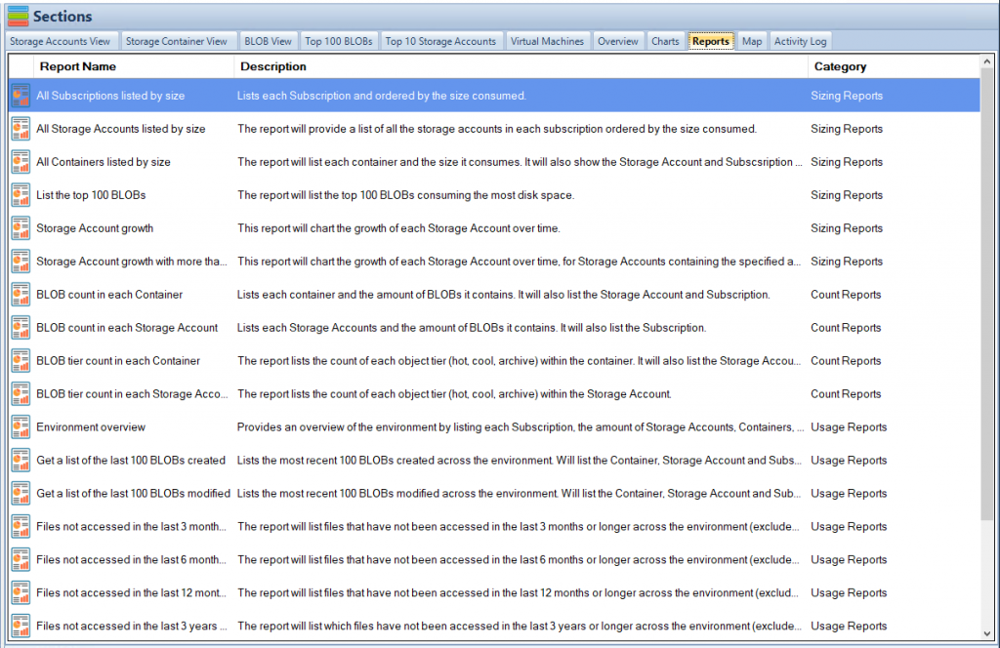 Sections
Storage Accounts View Storage Container View BLOB View Top 100 BLOBs Top 10 Storage Accounts Virtual Machines Overview Charts Reports Map Activity Log
Report Name Description Category
All Subscriptions listed by size Lists each Subscription and ordered by the size consumed. Sizing Reports
All Storage Accounts listed by size The report will provide a list of all the storage accounts in each subscription ordered by the size consumed. Sizing Reports
All Containers listed by size The report will list each container and the size it consumes. It will also show the Storage Account and Subscsription ... Sizing Reports
List the top 100 BLOBs The report will list the top 100 BLOBs consuming the most disk space. Sizing Reports
Storage Account growth This report will chart the growth of each Storage Account over time. Sizing Reports
Storage Account growth with more tha... This report will chart the growth of each Storage Account over time, for Storage Accounts containing the specified a... Sizing Reports
BLOB count in each Container Lists each container and the amount of BLOBs it contains. It will also list the Storage Account and Subscription. Count Reports
BLOB count in each Storage Account Lists each Storage Accounts and the amount of BLOBs it contains. It will also list the Subscription. Count Reports
BLOB tier count in each Container The report lists the count of each object tier (hot, cool, archive) within the container. It will also list the Storage Accou... Count Reports
BLOB tier count in each Storage Acco... The report lists the count of each object tier (hot, cool, archive) within the Storage Account. Count Reports
Environment overview Provides an overview of the environment by listing each Subscription, the amount of Storage Accounts, Containers, ... Usage Reports
Get a list of the last 100 BLOBs created Lists the most recent 100 BLOBs created across the environment. Will list the Container, Storage Account and Subs... Usage Reports
Get a list of the last 100 BLOBs modified Lists the most recent 100 BLOBs modified across the environment. Will list the Container, Storage Account and Sub... Usage Reports
Files not accessed in the last 3 month... The report will list files that have not been accessed in the last 3 months or longer across the environment (exclude... Usage Reports
Files not accessed in the last 6 month... The report will list files that have not been accessed in the last 6 months or longer across the environment (exclude... Usage Reports
Files not accessed in the last 12 mont... The report will list files that have not been accessed in the last 12 months or longer across the environment (exclud... Usage Reports
Files not accessed in the last 3 years ... The report will list which files have not been accessed in the last 3 years or longer across the environment (exclude... Usage Reports